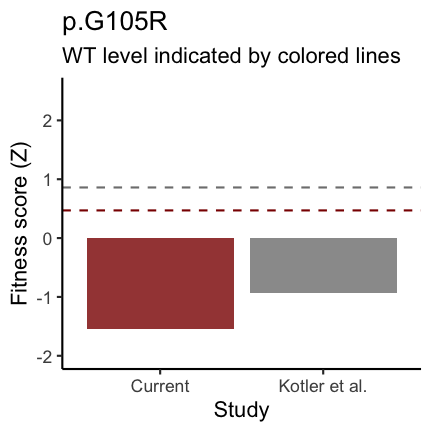 p.G105R
WT level indicated by colored lines
Fitness score (Z)
2
1
0
-1
-2
Current
Kotler et al.
Study